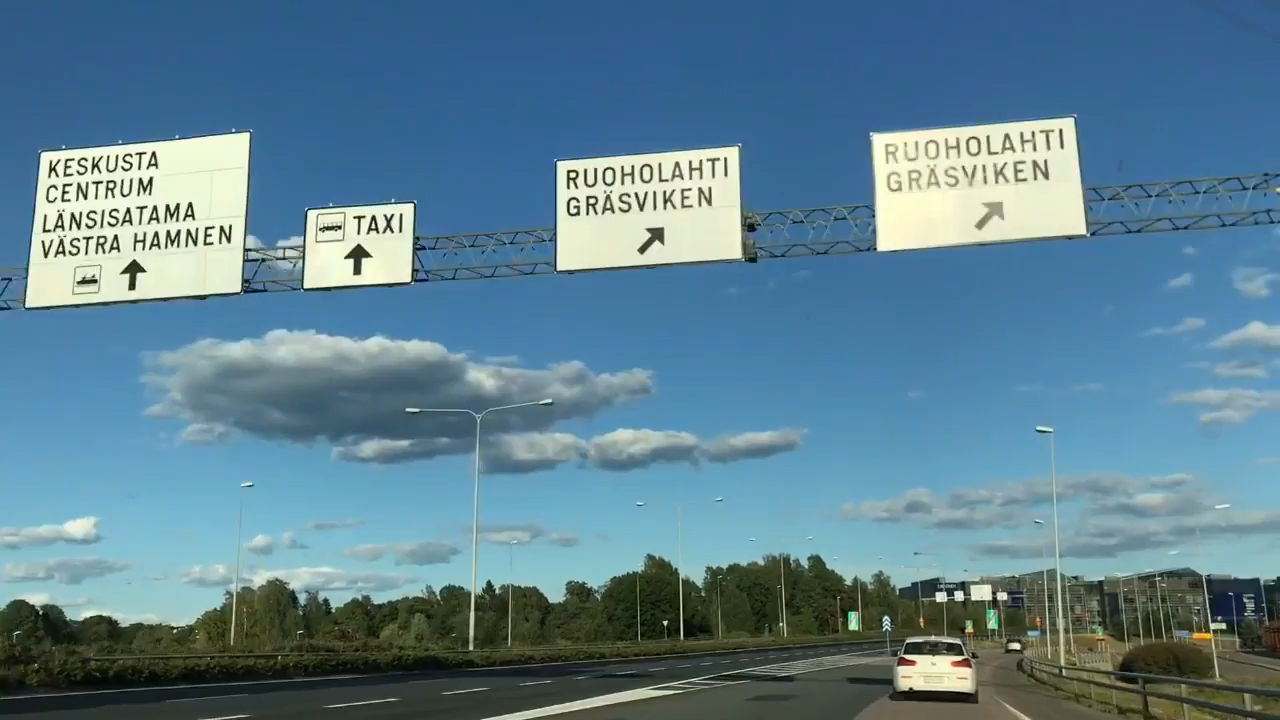 KESKUSTA
CENTRUM
LÄNSISATAMA
VÄSTRA HAMNEN
TAXI
RUOHOLAHTI
GRÄSVIKEN
RUOHOLAHTI
GRÄSVIKEN